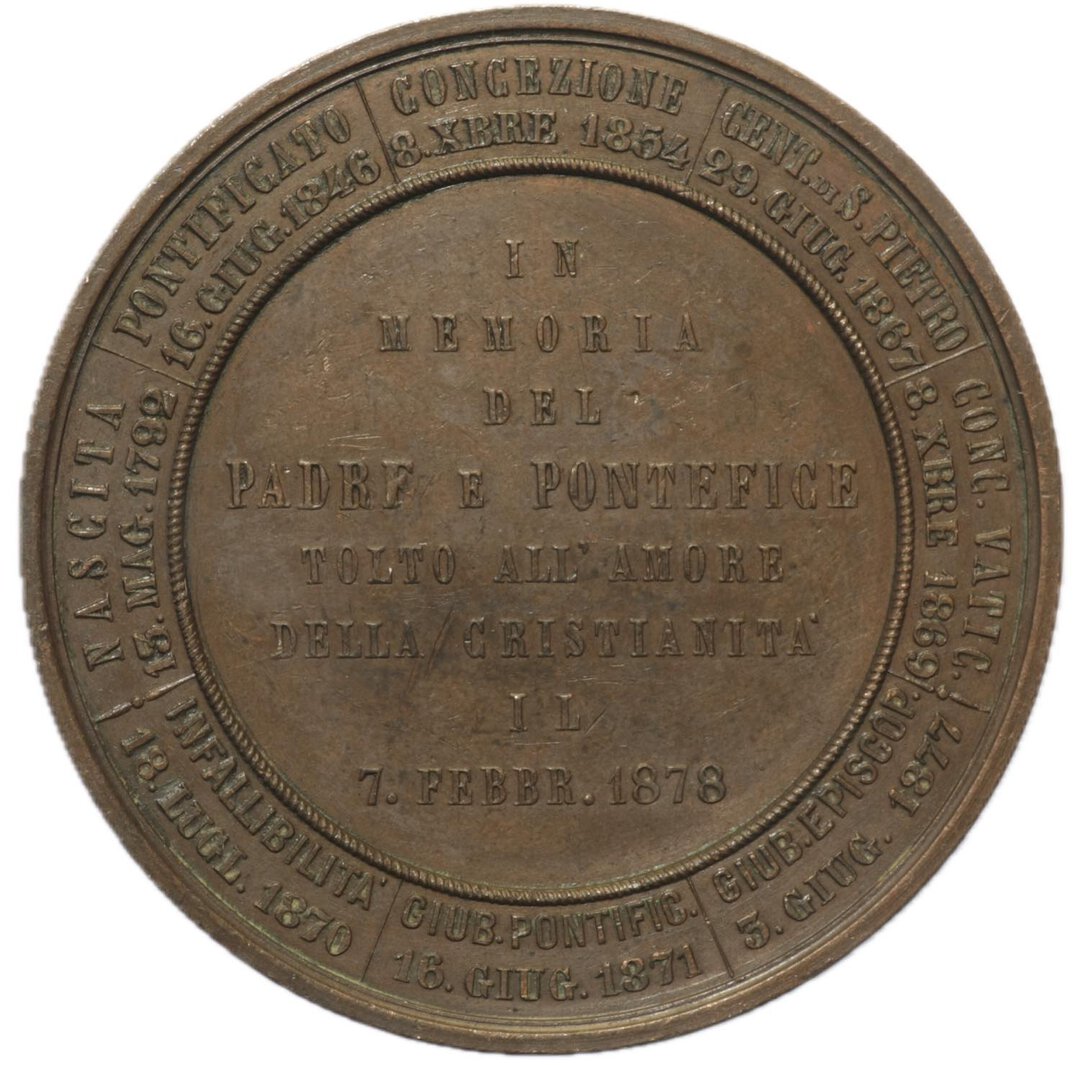 IN
MEMORIA
DEL
PADRE E PONTEFICE
TOLTO ALL'AMORE
DELLA CRISTIANITÀ
IL
7. FEBBR. 1878
NASCITA
13. MAG. 1792
PONTIFICATO
16. GIUG. 1846
CONCEZIONE
8. XBRE 1854
CENT. DI S. PIETRO
29. GIUG. 1867
CONC. VATIC.
8. XBRE 1869
INFALLIBILITA'
18. LUGL. 1870
GIUB. PONTIFIC.
16. GIUG. 1871
GIUB. EPISCOP.
3. GIUG. 1877